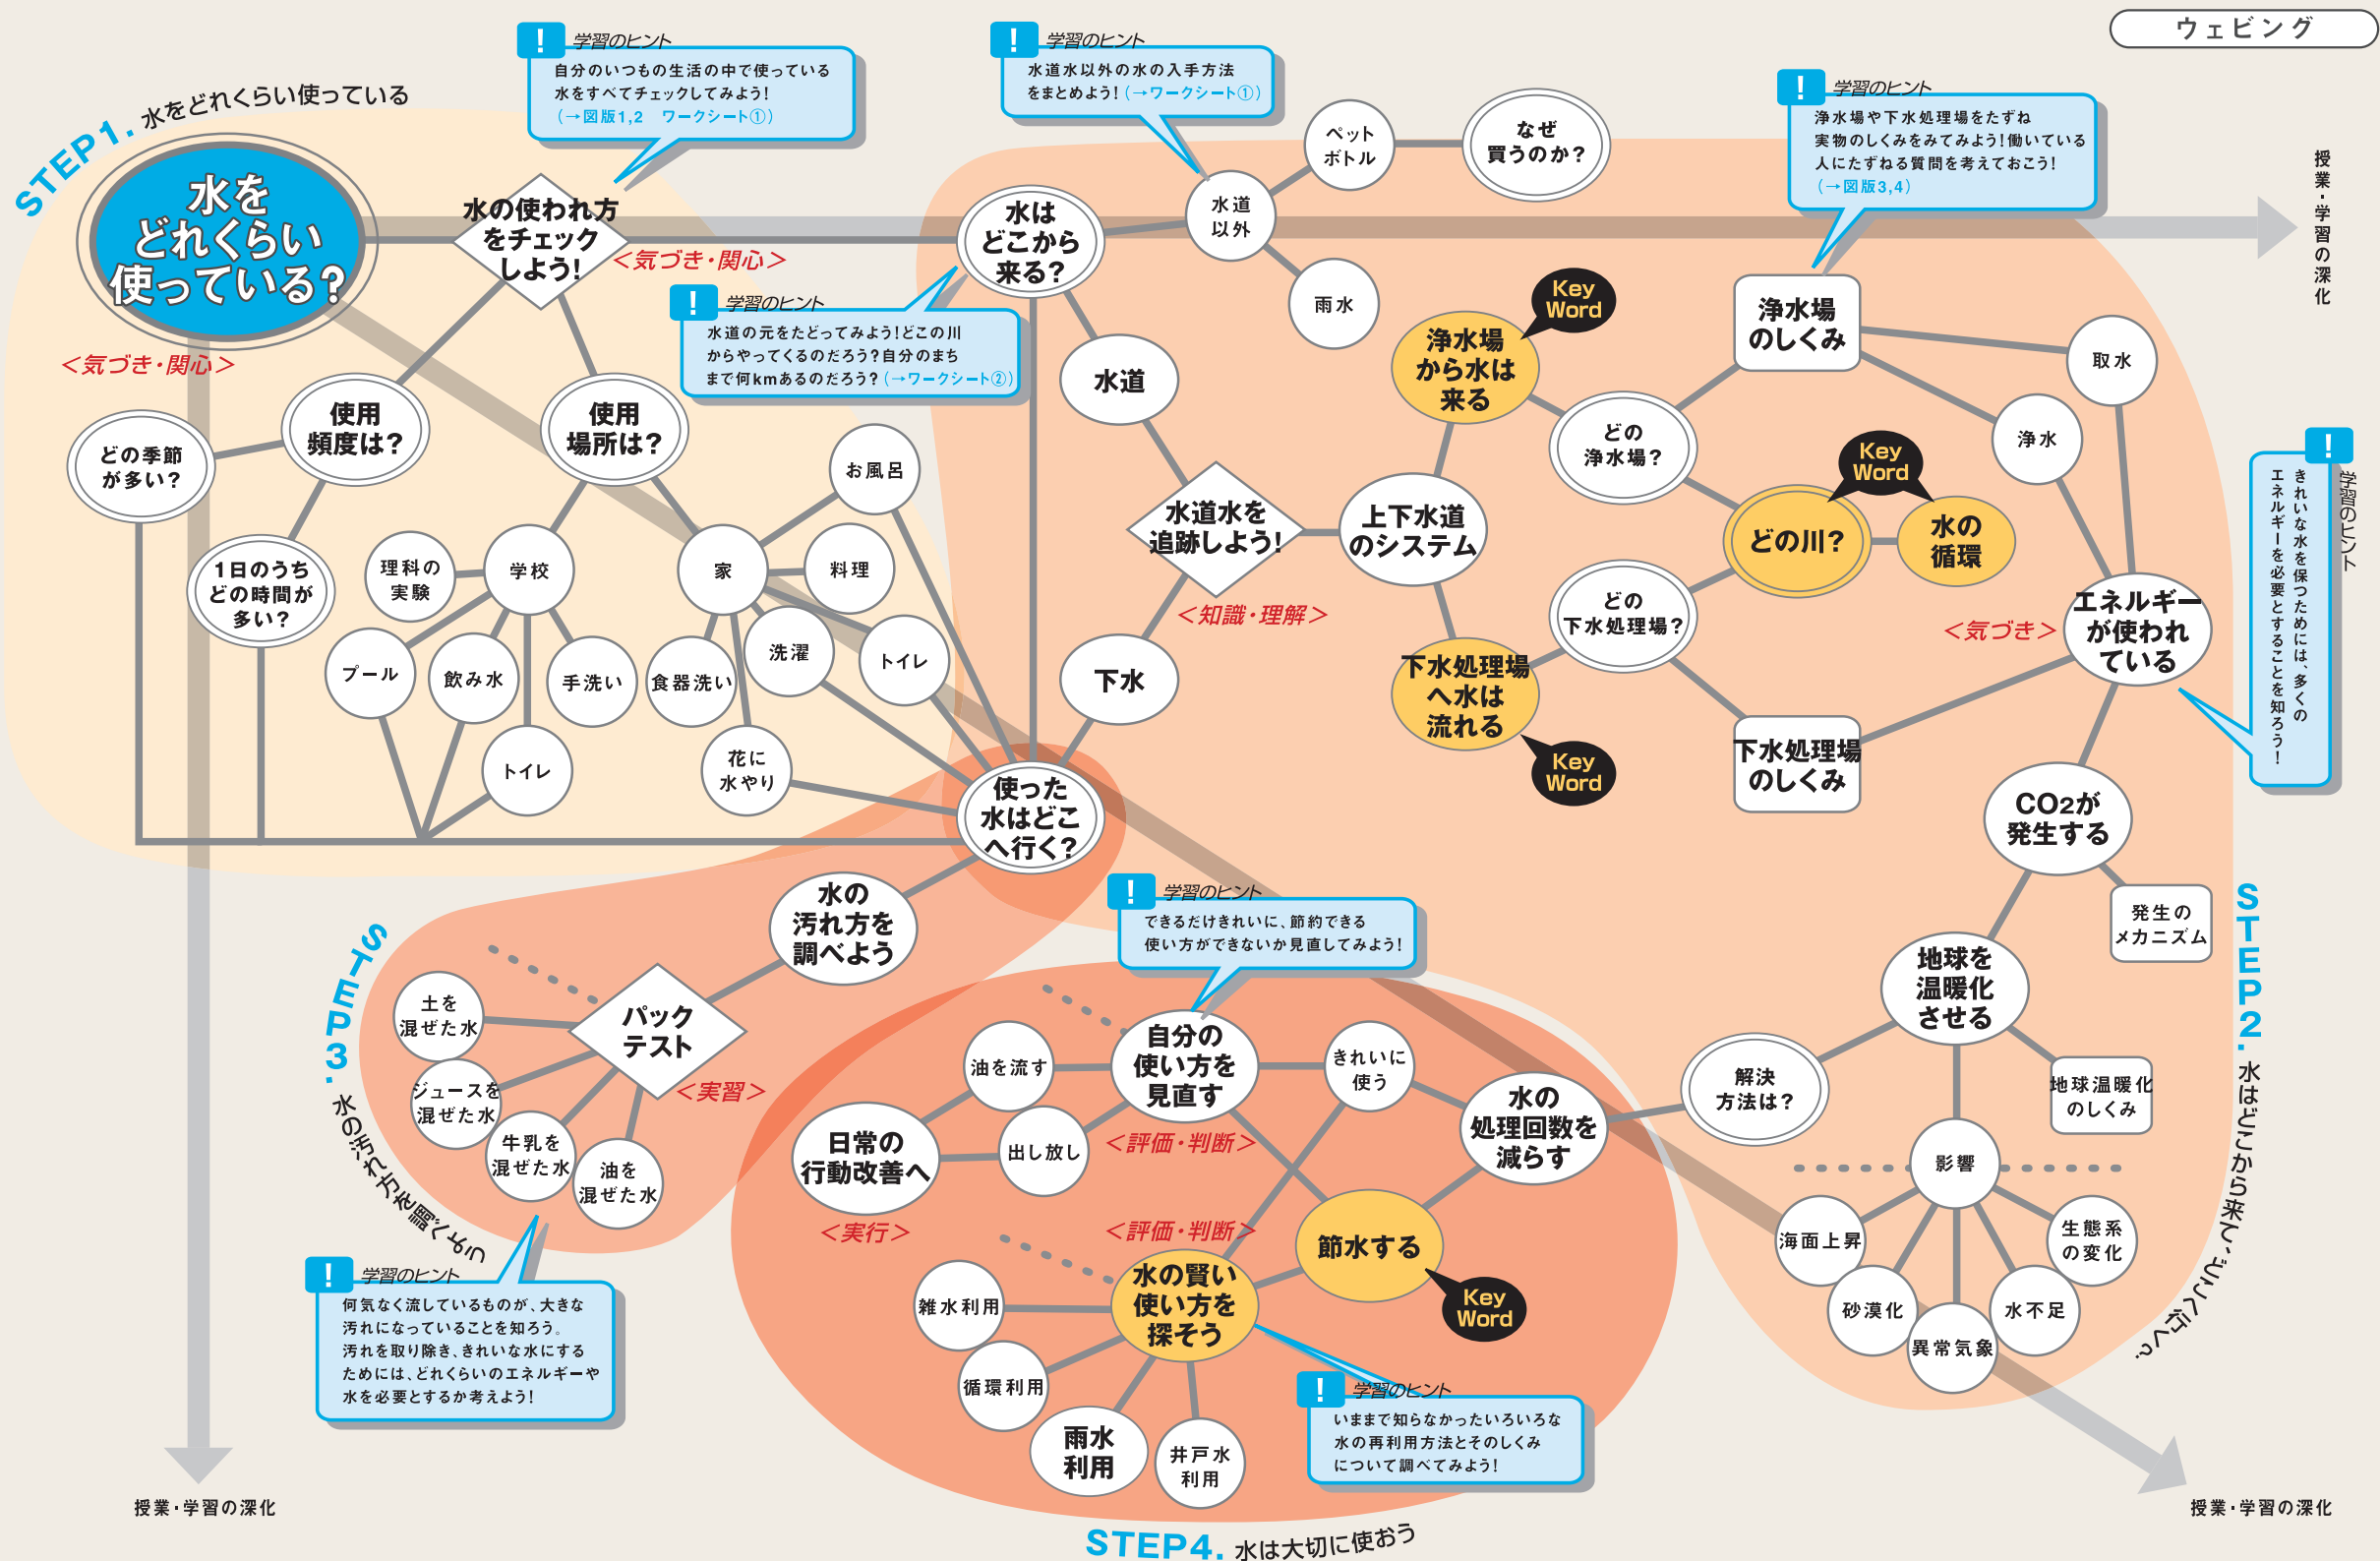 ウェビング
STEP1. 水をどれくらい使っている
水を
どれくらい
使っている?
<気づき・関心>
!
学習のヒント
自分のいつもの生活の中で使っている
水をすべてチェックしてみよう!
(→図版1,2 ワークシート①)
水の使われ方
をチェック
しよう!
<気づき・関心>
使用
頻度は?
使用
場所は?
どの季節
が多い?
1日のうち
どの時間が
多い?
理科の
実験
学校
プール
飲み水
手洗い
トイレ
家
お風呂
料理
洗濯
トイレ
食器洗い
花に
水やり
!
学習のヒント
水道の元をたどってみよう!どこの川
からやってくるのだろう?自分のまち
まで何kmあるのだろう?(→ワークシート②)
水は
どこから
来る?
!
学習のヒント
水道水以外の水の入手方法
をまとめよう!(→ワークシート①)
水道
以外
ペット
ボトル
なぜ
買うのか?
雨水
水道
水道水を
追跡しよう!
<知識・理解>
下水
使った
水はどこ
へ行く?
上下水道
のシステム
浄水場
から水は
来る
Key
Word
下水処理場
へ水は
流れる
Key
Word
どの
浄水場?
どの川?
Key
Word
水の
循環
どの
下水処理場?
下水処理場
のしくみ
!
学習のヒント
浄水場や下水処理場をたずね
実物のしくみをみてみよう!働いている
人にたずねる質問を考えておこう!
(→図版3,4)
浄水場
のしくみ
取水
浄水
エネルギー
が使われ
ている
<気づき>
!
学習のヒント
きれいな水を保つためには、多くの
エネルギーを必要とすることを知ろう!
授業・学習の深化
CO2が
発生する
発生の
メカニズム
地球を
温暖化
させる
地球温暖化
のしくみ
解決
方法は?
影響
海面上昇
砂漠化
異常気象
水不足
生態系
の変化
STEP2. 水はどこから来て、どこへ行く?
STEP3. 水の汚れ方を調べよう
水の
汚れ方を
調べよう
パック
テスト
<実習>
土を
混ぜた水
ジュースを
混ぜた水
牛乳を
混ぜた水
油を
混ぜた水
!
学習のヒント
何気なく流しているものが、大きな
汚れになっていることを知ろう。
汚れを取り除き、きれいな水にする
ためには、どれくらいのエネルギーや
水を必要とするか考えよう!
!
学習のヒント
できるだけきれいに、節約できる
使い方ができないか見直してみよう!
自分の
使い方を
見直す
<評価・判断>
油を流す
出し放し
日常の
行動改善へ
<実行>
きれいに
使う
水の
処理回数を
減らす
節水する
Key
Word
<評価・判断>
水の賢い
使い方を
探そう
雑水利用
循環利用
雨水
利用
井戸水
利用
!
学習のヒント
いままで知らなかったいろいろな
水の再利用方法とそのしくみ
について調べてみよう!
STEP4. 水は大切に使おう
授業・学習の深化
授業・学習の深化